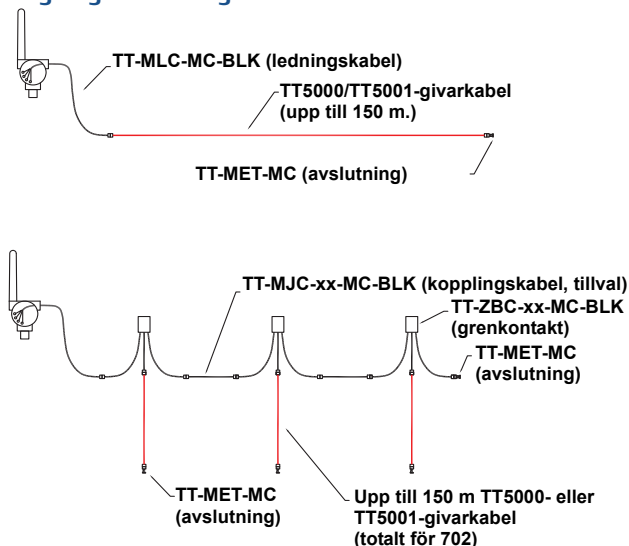 TT-MLC-MC-BLK (ledningskabel)
TT5000/TT5001-givarkabel
(upp till 150 m.)
TT-MET-MC (avslutning)
TT-MJC-xx-MC-BLK (kopplingskabel, tillval)
TT-ZBC-xx-MC-BLK
(grenkontakt)
TT-MET-MC
(avslutning)
TT-MET-MC
(avslutning)
Upp till 150 m TT5000- eller
TT5001-givarkabel
(totalt för 702)